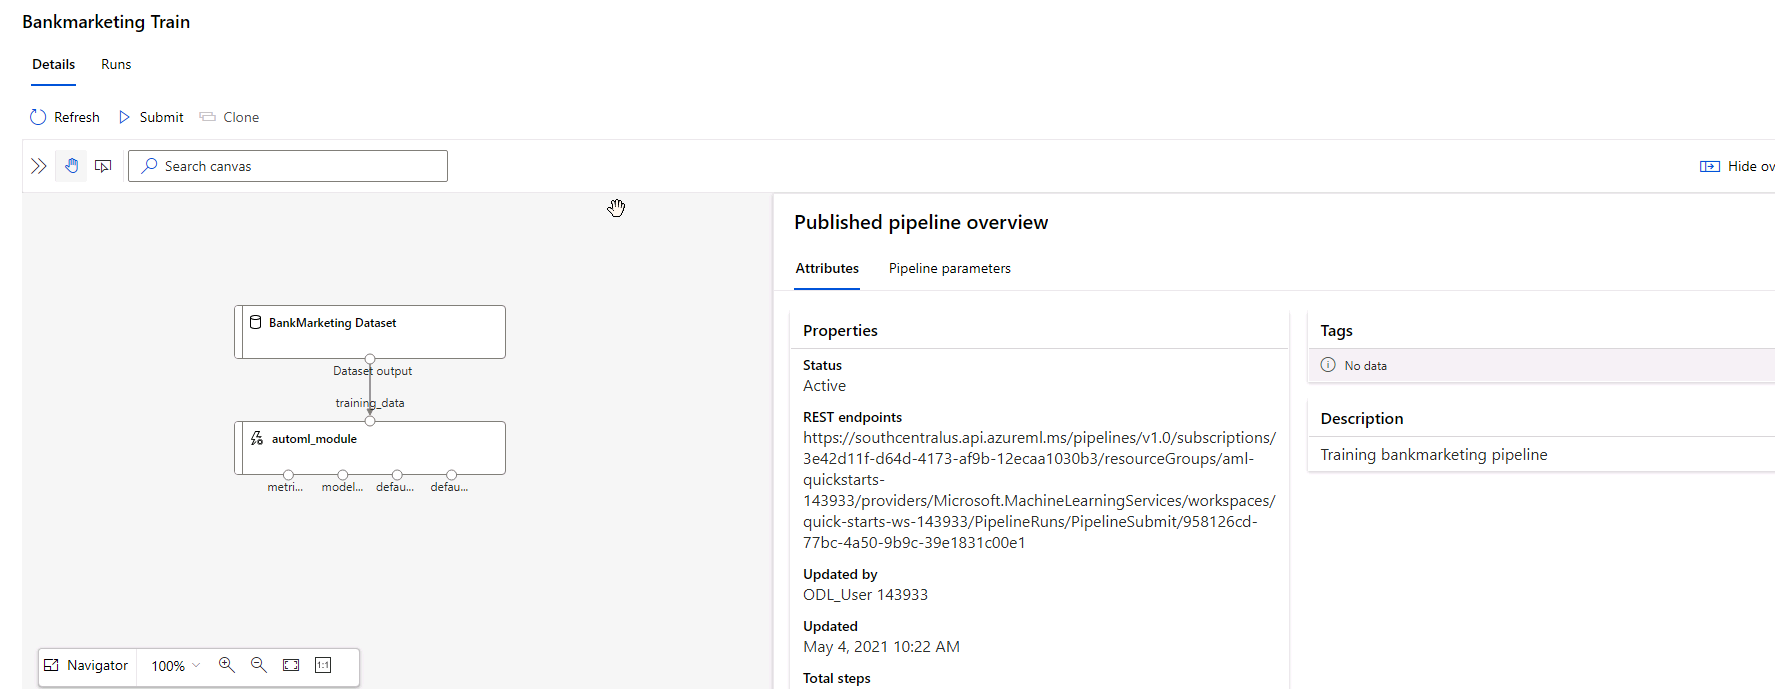 Bankmarketing Train
Details Runs
Refresh Submit Clone
Search canvas
Hide ov
BankMarketing Dataset
Dataset output
training_data
automl_module
metri... model... defau... defau...
Navigator 100% 1:1
Published pipeline overview
Attributes Pipeline parameters
Properties
Status
Active
REST endpoints
https://southcentralus.api.azureml.ms/pipelines/v1.0/subscriptions/
3e42d11f-d64d-4173-af9b-12ecaa1030b3/resourceGroups/aml-
quickstarts-
143933/providers/Microsoft.MachineLearningServices/workspaces/
quick-starts-ws-143933/PipelineRuns/PipelineSubmit/958126cd-
77bc-4a50-9b9c-39e1831c00e1
Updated by
ODL_User 143933
Updated
May 4, 2021 10:22 AM
Total steps
Tags
No data
Description
Training bankmarketing pipeline